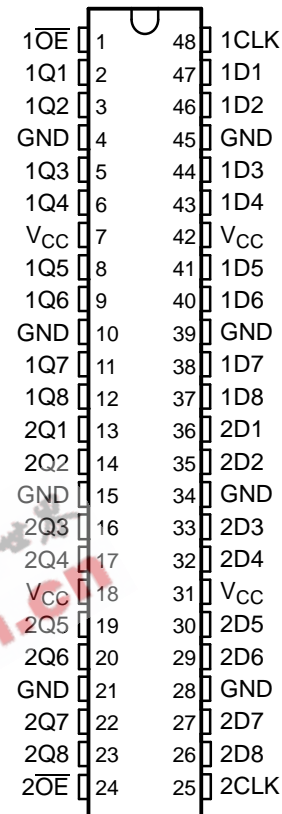 1O̅E̅ 1 48 1CLK
1Q1 2 47 1D1
1Q2 3 46 1D2
GND 4 45 GND
1Q3 5 44 1D3
1Q4 6 43 1D4
VCC 7 42 VCC
1Q5 8 41 1D5
1Q6 9 40 1D6
GND 10 39 GND
1Q7 11 38 1D7
1Q8 12 37 1D8
2Q1 13 36 2D1
2Q2 14 35 2D2
GND 15 34 GND
2Q3 16 33 2D3
2Q4 17 32 2D4
VCC 18 31 VCC
2Q5 19 30 2D5
2Q6 20 29 2D6
GND 21 28 GND
2Q7 22 27 2D7
2Q8 23 26 2D8
2O̅E̅ 24 25 2CLK